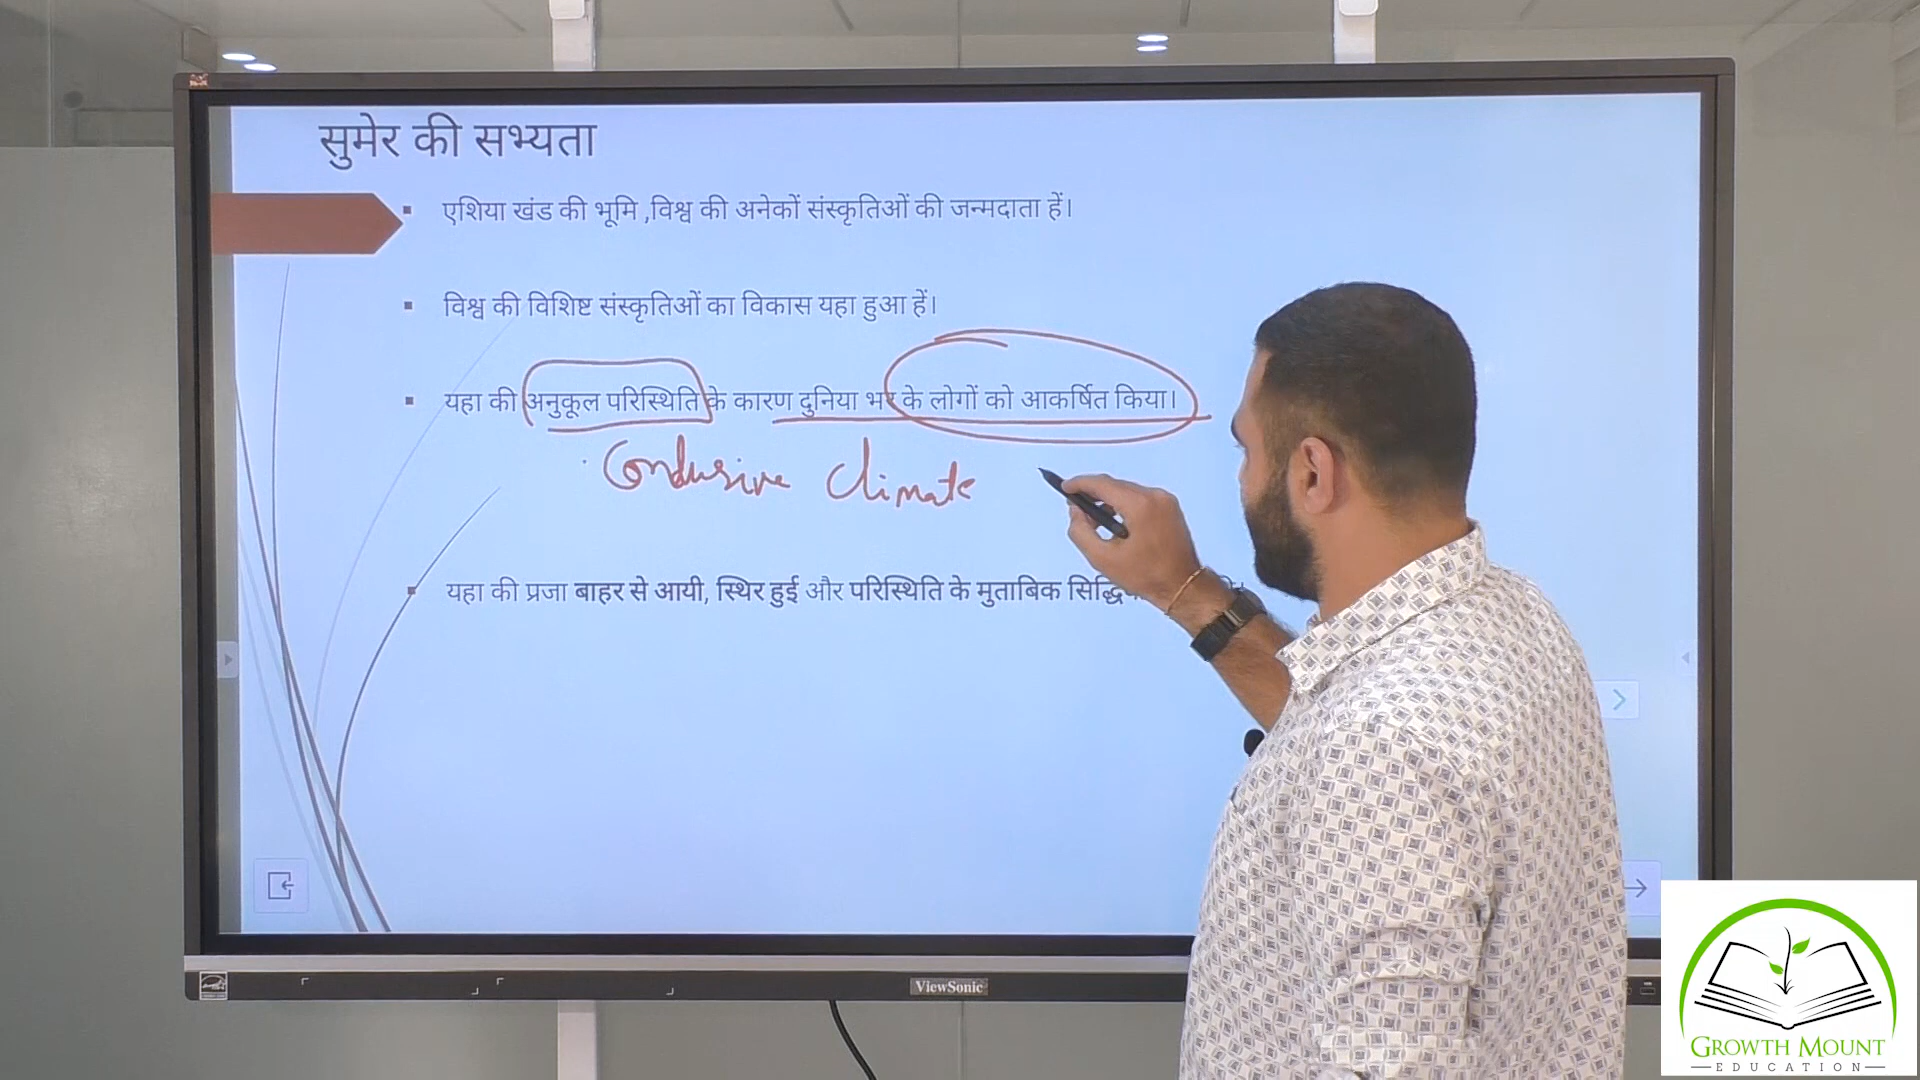 सुमेर की सभ्यता
एशिया खंड की भूमि ,विश्व की अनेकों संस्कृतिओं की जन्मदाता हें।
विश्व की विशिष्ट संस्कृतिओं का विकास यहा हुआ हें।
यहा की अनुकूल परिस्थिति के कारण दुनिया भर के लोगों को आकर्षित किया।
Condusive Climate
यहा की प्रजा बाहर से आयी, स्थिर हुई और परिस्थिति के मुताबिक
ViewSonic
GROWTH MOUNT
EDUCATION